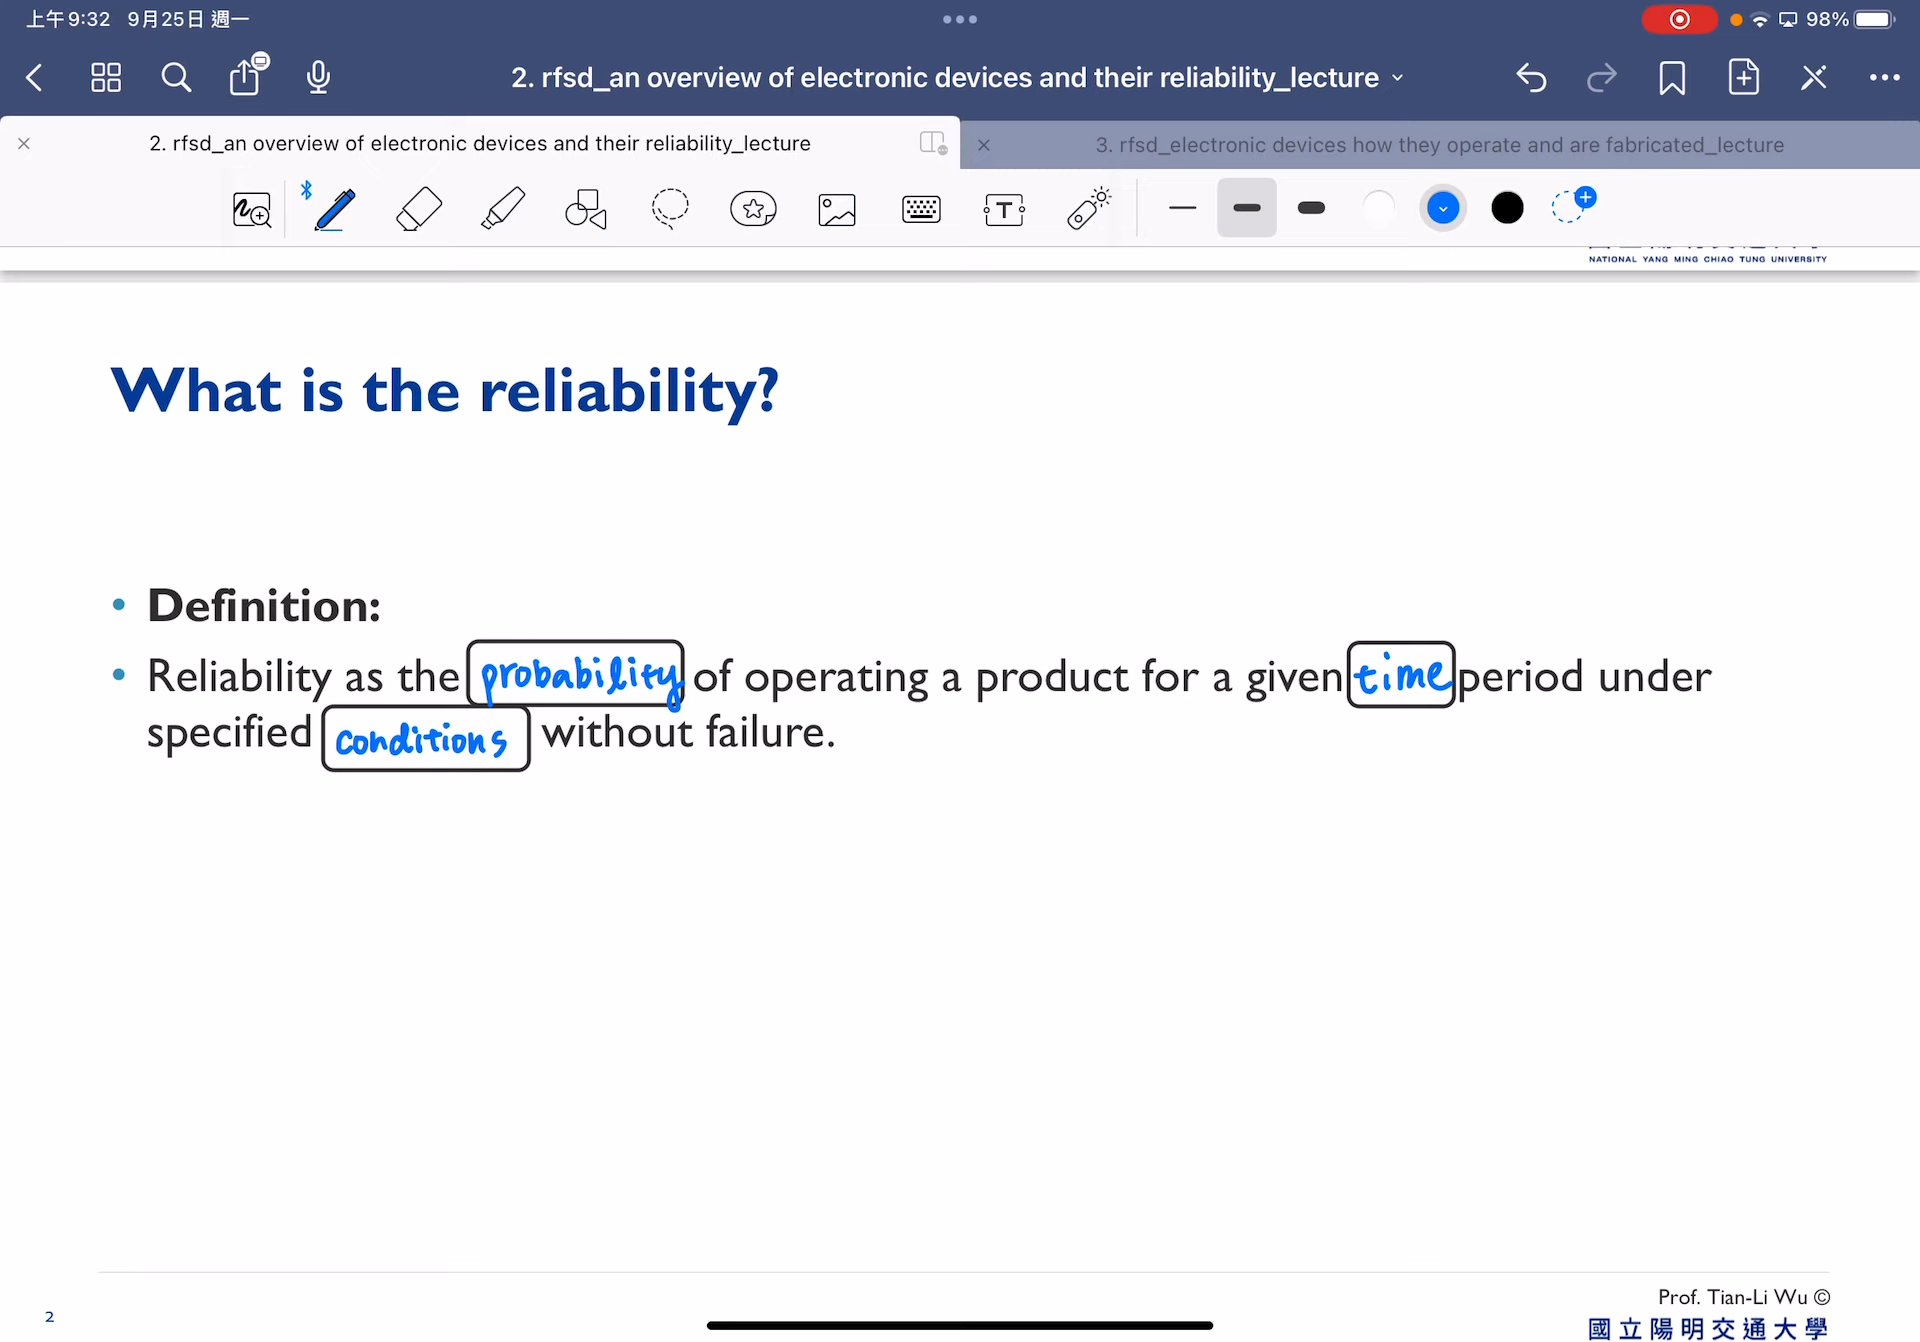 上午9:32 9月25日 週一
98%
2. rfsd_an overview of electronic devices and their reliability_lecture
2. rfsd_an overview of electronic devices and their reliability_lecture
3. rfsd_electronic devices how they operate and are fabricated_lecture
NATIONAL YANG MING CHIAO TUNG UNIVERSITY
What is the reliability?
• Definition:
• Reliability as the probability of operating a product for a given time period under
specified conditions without failure.
Prof. Tian-Li Wu ©
2
國立陽明交通大學